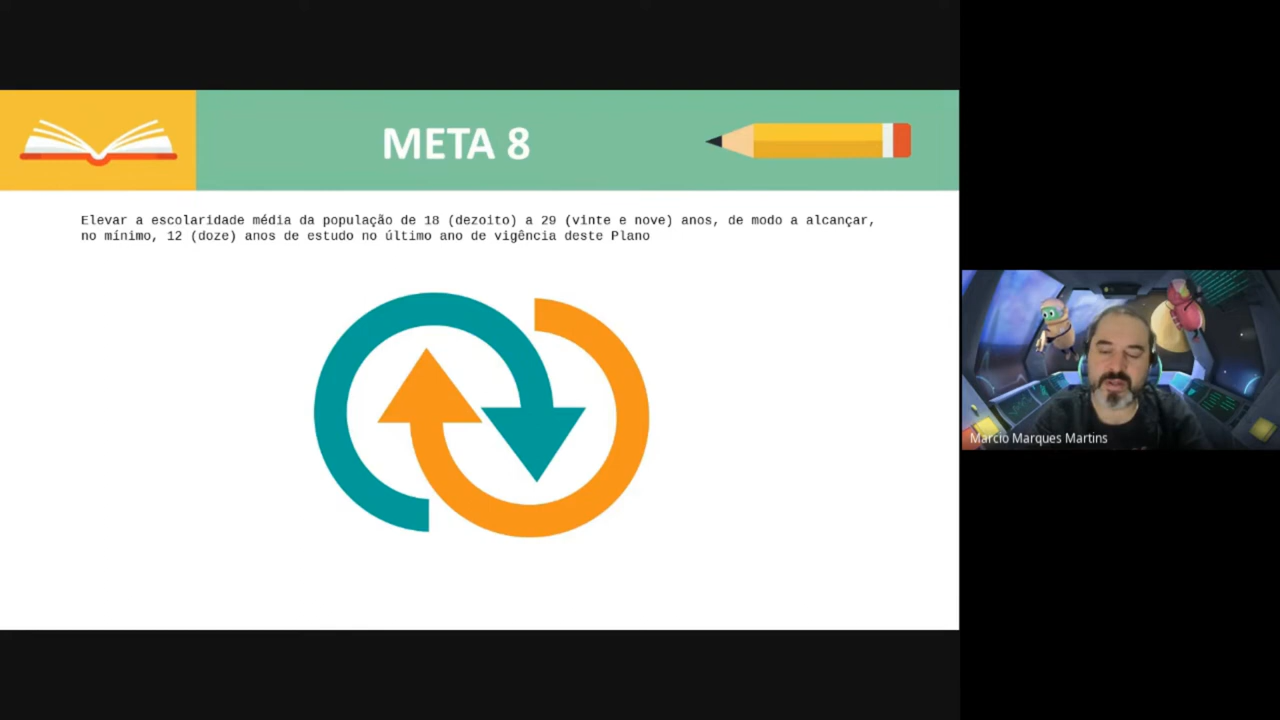 META 8
Elevar a escolaridade média da população de 18 (dezoito) a 29 (vinte e nove) anos, de modo a alcançar,
no mínimo, 12 (doze) anos de estudo no último ano de vigência deste Plano
Marcio Marques Martins